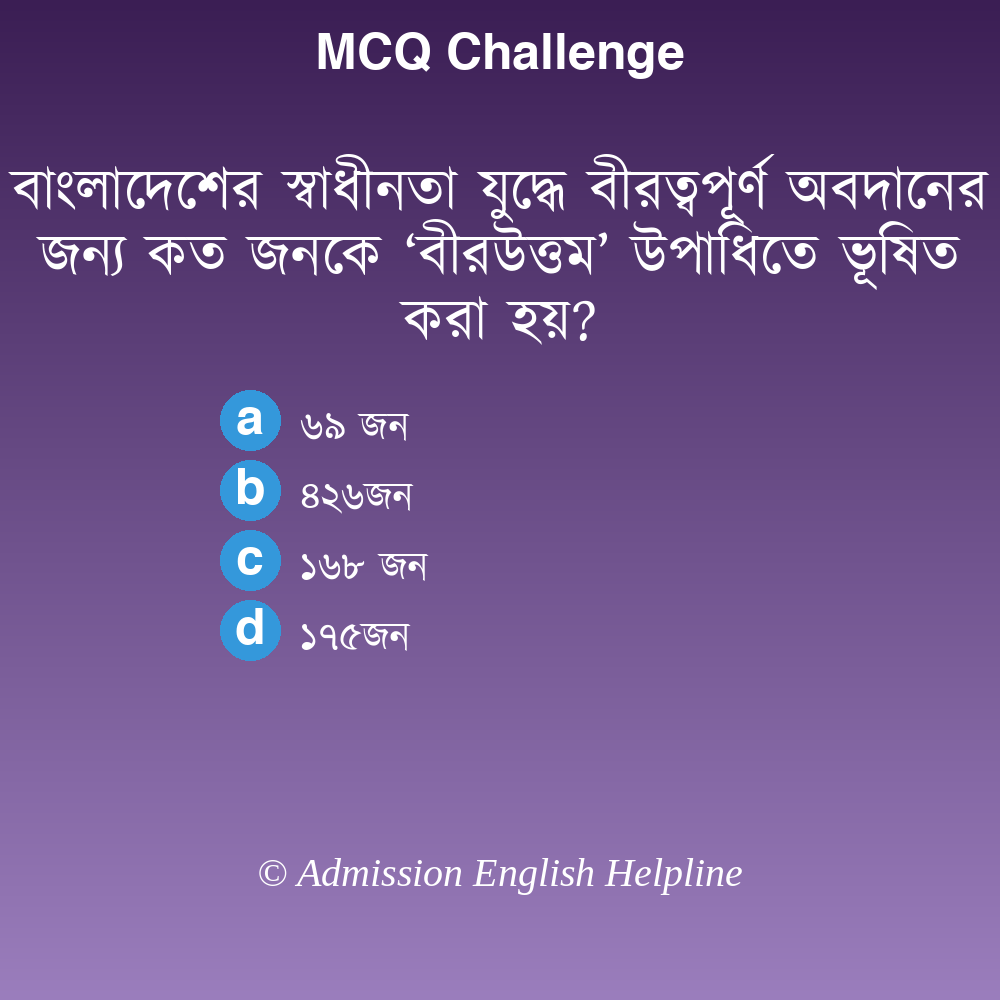 MCQ Challenge
বাংলাদেশের স্বাধীনতা যুদ্ধে বীরত্বপূর্ণ অবদানের
জন্য কত জনকে ‘বীরউত্তম’ উপাধিতে ভূষিত
করা হয়?
a ৬৯ জন
b ৪২৬জন
c ১৬৮ জন
d ১৭৫জন
© Admission English Helpline